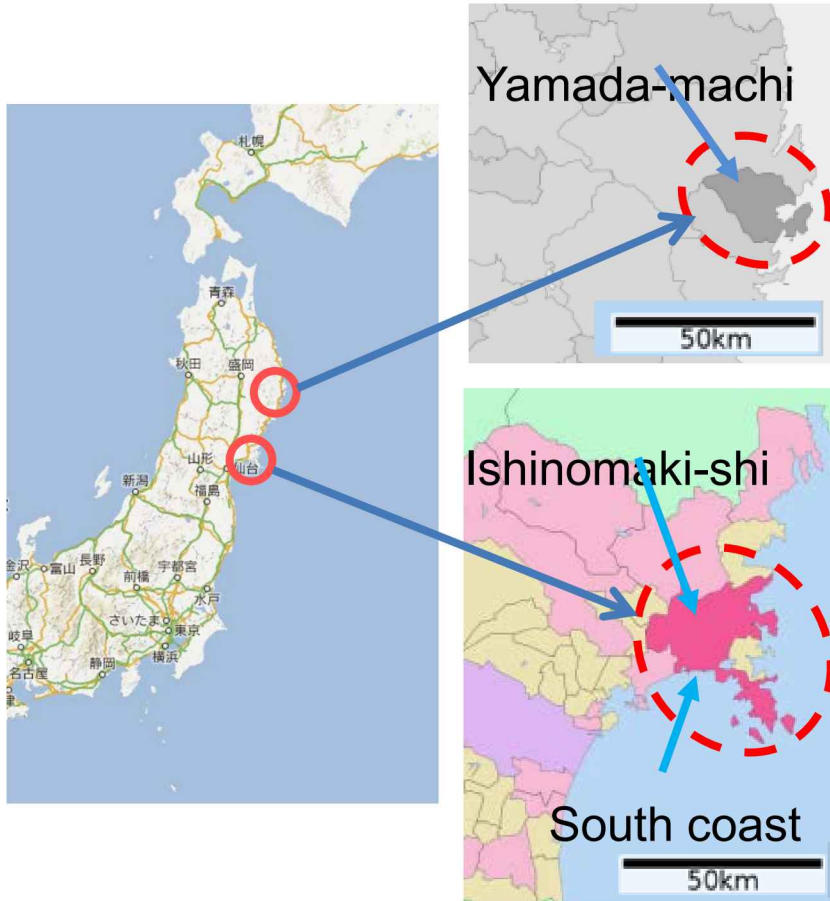 札幌
青森
秋田
盛岡
山形
仙台
新潟
福島
金沢
富山
長野
前橋
宇都宮
水戸
さいたま
東京
横浜
岐阜
名古屋
静岡
津
Yamada-machi
50km
Ishinomaki-shi
South coast
50km